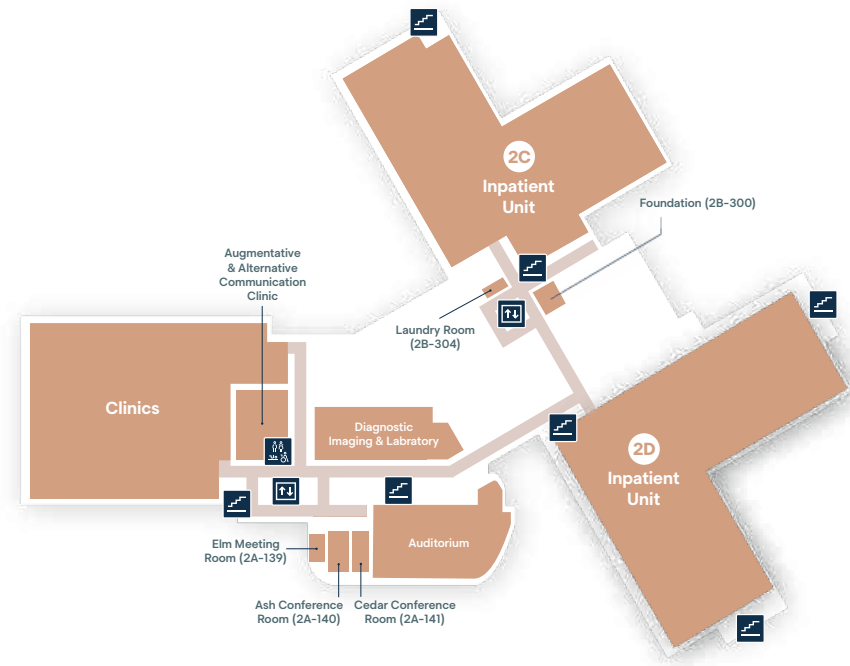 2C
Inpatient
Unit
Foundation (2B-300)
Augmentative
& Alternative
Communication
Clinic
Laundry Room
(2B-304)
Clinics
Diagnostic
Imaging & Labratory
2D
Inpatient
Unit
Elm Meeting
Room (2A-139)
Auditorium
Ash Conference
Room (2A-140)
Cedar Conference
Room (2A-141)